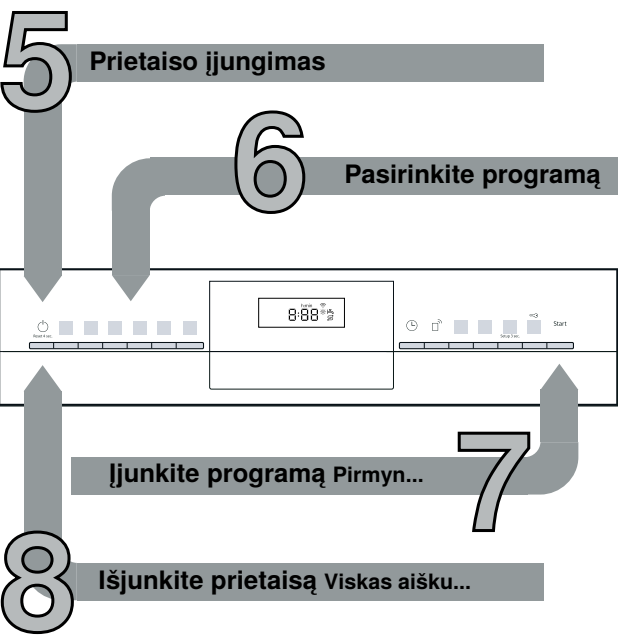 5
Prietaiso įjungimas
6
Pasirinkite programą
h:min
8:88
Reset 4 sec.
Setup 3 sec.
Start
Įjunkite programą Pirmyn...
7
8
Išjunkite prietaisą Viskas aišku...